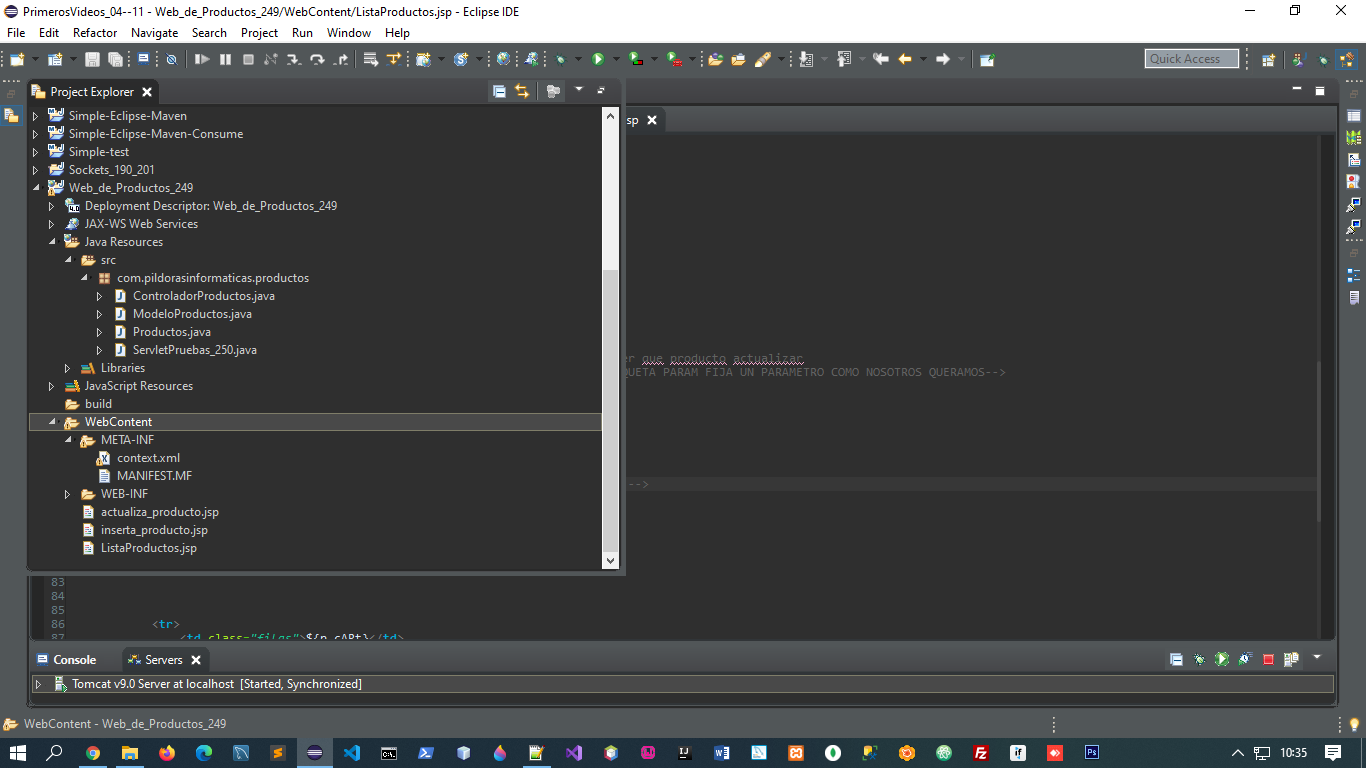 PrimerosVideos_04--11 - Web_de_Productos_249/WebContent/ListaProductos.jsp - Eclipse IDE
File Edit Refactor Navigate Search Project Run Window Help
Quick Access
Project Explorer
sp
Simple-Eclipse-Maven
Simple-Eclipse-Maven-Consume
Simple-test
Sockets_190_201
Web_de_Productos_249
Deployment Descriptor: Web_de_Productos_249
JAX-WS Web Services
Java Resources
src
com.pildorasinformaticas.productos
ControladorProductos.java
ModeloProductos.java
Productos.java
ServletPruebas_250.java
Libraries
JavaScript Resources
build
WebContent
META-INF
context.xml
MANIFEST.MF
WEB-INF
actualiza_producto.jsp
inserta_producto.jsp
ListaProductos.jsp
er que producto actualizar
QUETA PARAM FIJA UN PARAMETRO COMO NOSOTROS QUERAMOS-->
-->
83
84
85
86 <tr>
87 <td class="filas">${p.cARt}</td>
Console Servers
Tomcat v9.0 Server at localhost [Started, Synchronized]
WebContent - Web_de_Productos_249
10:35